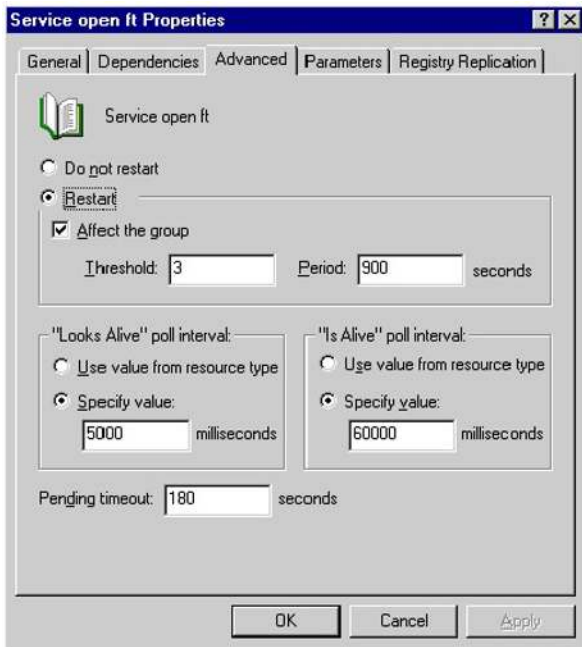 Service open ft Properties
General Dependencies Advanced Parameters Registry Replication
Service open ft
Do not restart
Restart
Affect the group
Threshold: 3 Period: 900 seconds
"Looks Alive" poll interval: "Is Alive" poll interval:
Use value from resource type Use value from resource type
Specify value: Specify value:
5000 milliseconds 60000 milliseconds
Pending timeout: 180 seconds
OK Cancel Apply